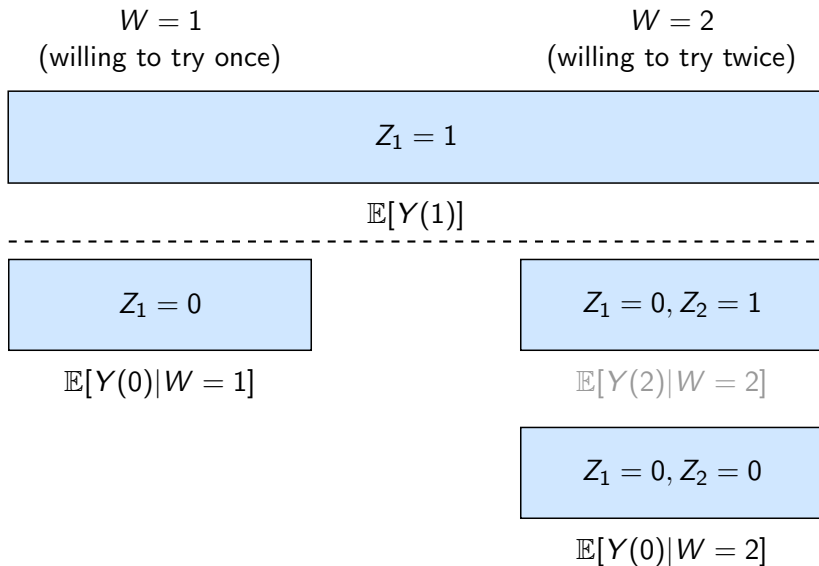 W = 1 W = 2
(willing to try once) (willing to try twice)
Z₁ = 1
𝔼[Y(1)]
Z₁ = 0 Z₁ = 0, Z₂ = 1
𝔼[Y(0)|W = 1] 𝔼[Y(2)|W = 2]
Z₁ = 0, Z₂ = 0
𝔼[Y(0)|W = 2]